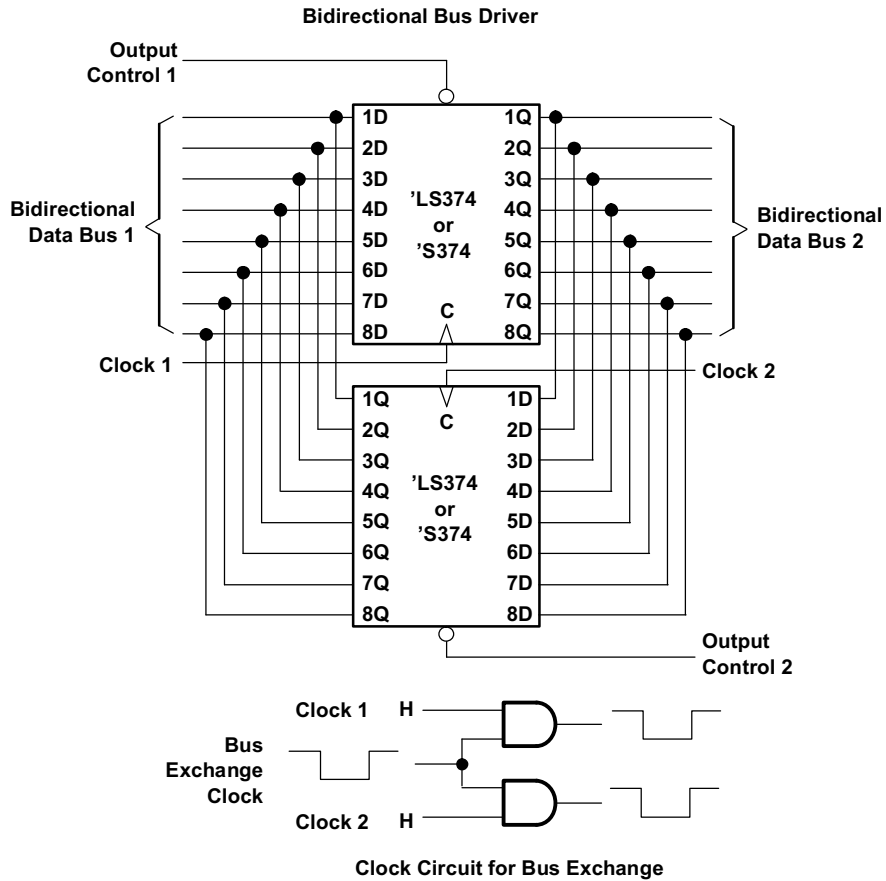 Bidirectional Bus Driver
Output
Control 1
1D
1Q
2D
2Q
3D
3Q
4D
4Q
5D
5Q
6D
6Q
7D
7Q
8D
8Q
’LS374
or
’S374
C
Bidirectional
Data Bus 1
Bidirectional
Data Bus 2
Clock 1
Clock 2
C
1Q
1D
2Q
2D
3Q
3D
4Q
4D
5Q
5D
6Q
6D
7Q
7D
8Q
8D
’LS374
or
’S374
Output
Control 2
Clock 1 H
Bus
Exchange
Clock
Clock 2 H
Clock Circuit for Bus Exchange